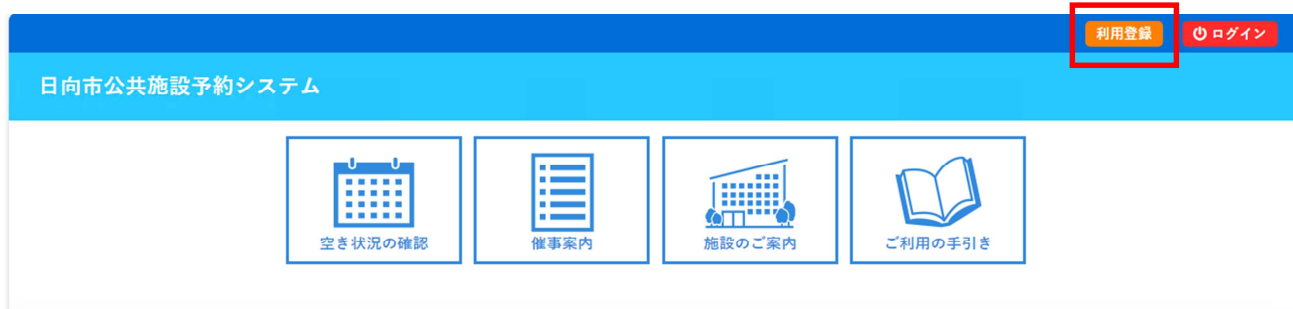 利用登録
ログイン
日向市公共施設予約システム
空き状況の確認
催事案内
施設のご案内
ご利用の手引き